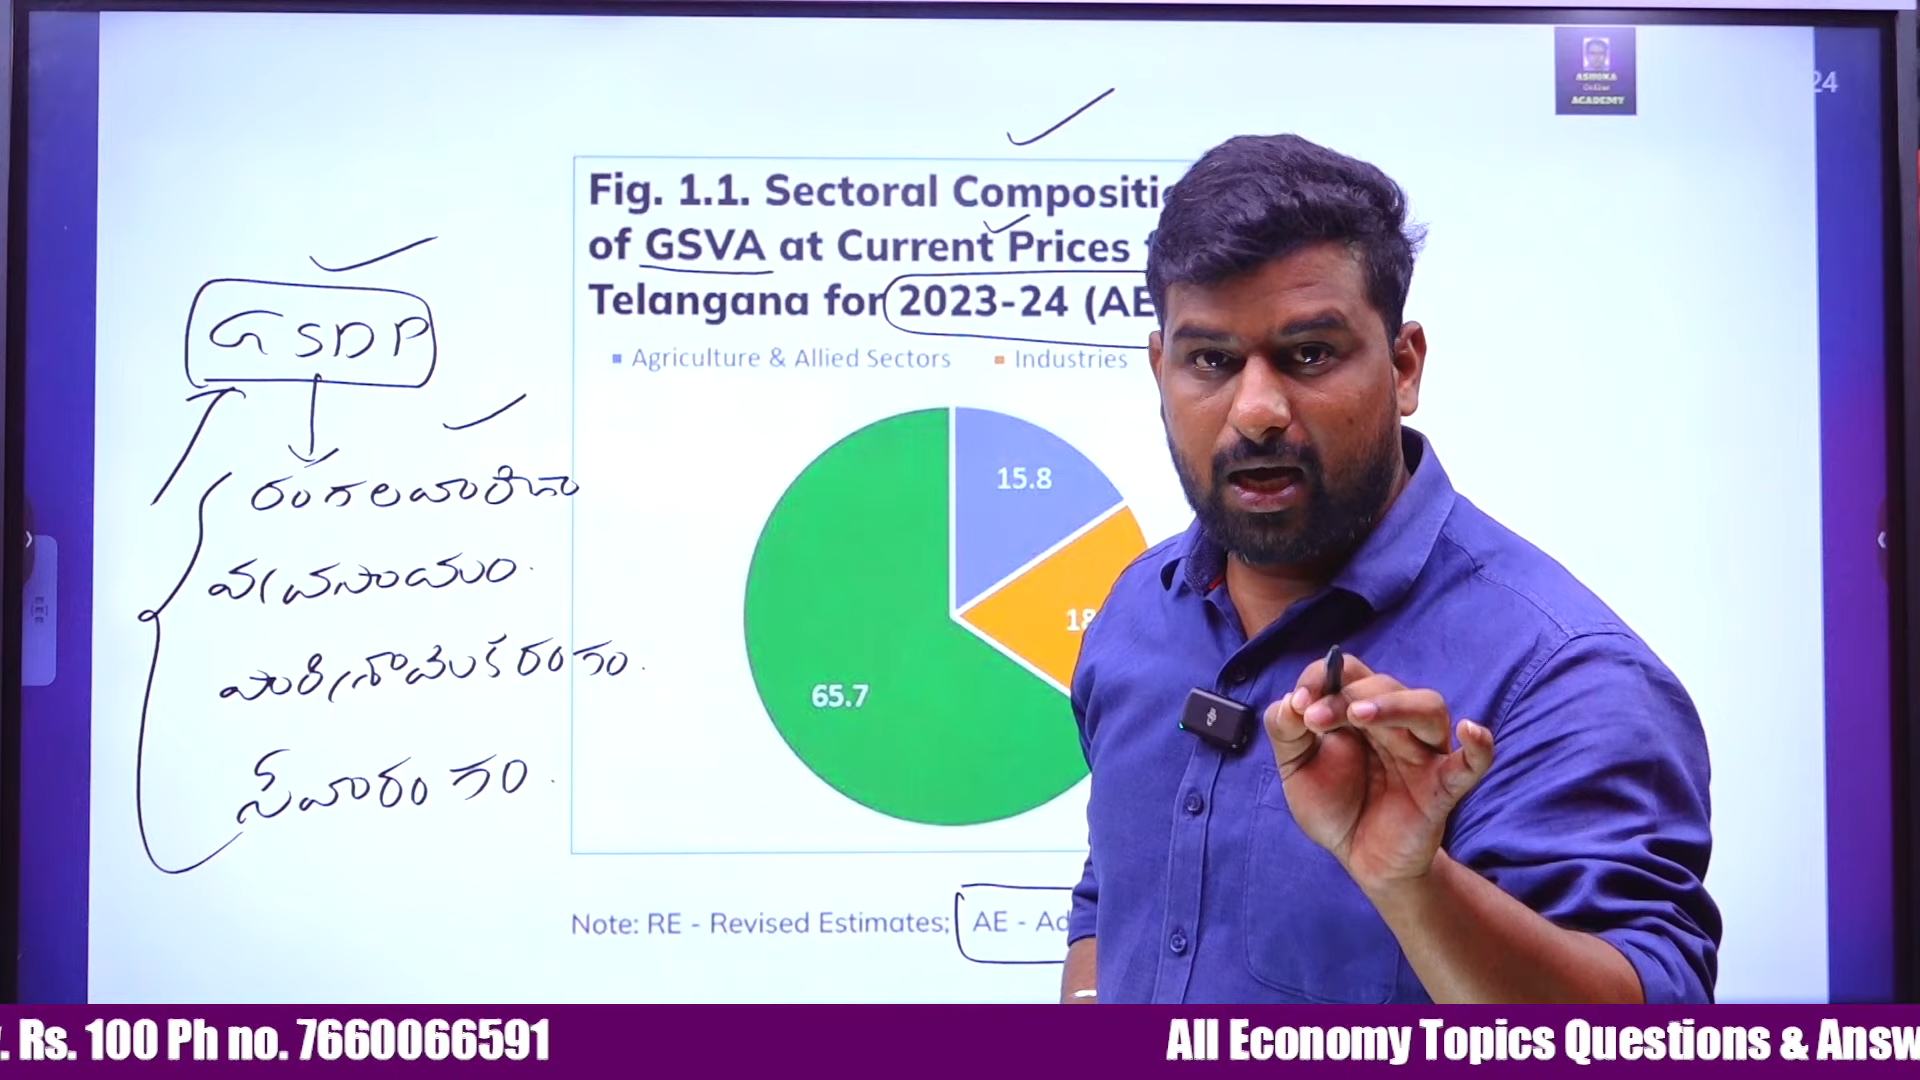 24
ASHOKA
Online
ACADEMY
Fig. 1.1. Sectoral
of GSVA at Current Prices
Telangana for 2023-24 (AE
Agriculture & Allied Sectors
Industries
GSDP
రంగలవారిగా
వ్యవసాయం
పారిశ్రామిక రంగం
సేవారంగం
15.8
18
65.7
Note: RE - Revised Estimates; AE - Ad
. Rs. 100 Ph no. 7660066591
All Economy Topics Questions & Answ